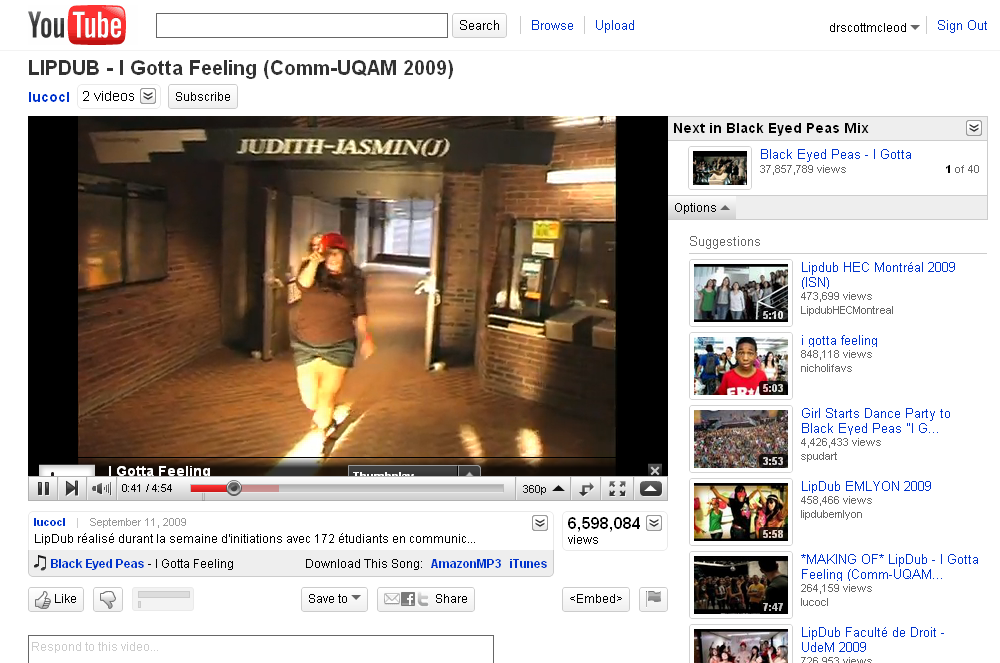 YouTube
Search
Browse
Upload
drscottmcleod
Sign Out
LIPDUB - I Gotta Feeling (Comm-UQAM 2009)
lucocl
2 videos
Subscribe
JUDITH-JASMIN(J)
I Gotta Feeling
0:41 / 4:54
360p
lucocl | September 11, 2009
LipDub réalisé durant la semaine d'initiations avec 172 étudiants en communic...
Black Eyed Peas - I Gotta Feeling
Download This Song: AmazonMP3 iTunes
6,598,084
views
Like
Save to
Share
<Embed>
Respond to this video...
Next in Black Eyed Peas Mix
Black Eyed Peas - I Gotta
37,857,789 views
1 of 40
Options
Suggestions
5:10
Lipdub HEC Montréal 2009
(ISN)
473,699 views
LipdubHECMontreal
5:03
i gotta feeling
848,118 views
nicholifavs
3:53
Girl Starts Dance Party to
Black Eyed Peas "I G...
4,426,433 views
spudart
5:58
LipDub EMLYON 2009
458,466 views
lipdubemlyon
7:47
*MAKING OF* LipDub - I Gotta
Feeling (Comm-UQAM...
264,159 views
lucocl
LipDub Faculté de Droit -
UdeM 2009
726,953 views